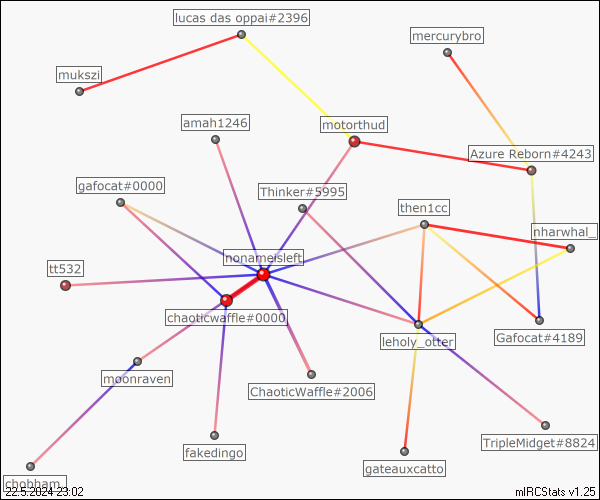 lucas das oppai#2396
mercurybro
mukszi
amah1246
motorthud
Azure Reborn#4243
gafocat#0000
Thinker#5995
then1cc
nharwhal_
nonameisleft
tt532
chaoticwaffle#0000
Gafocat#4189
leholy_otter
moonraven
ChaoticWaffle#2006
fakedingo
TripleMidget#8824
gateauxcatto
chobham_
22.5.2024 23:02
mIRCStats v1.25